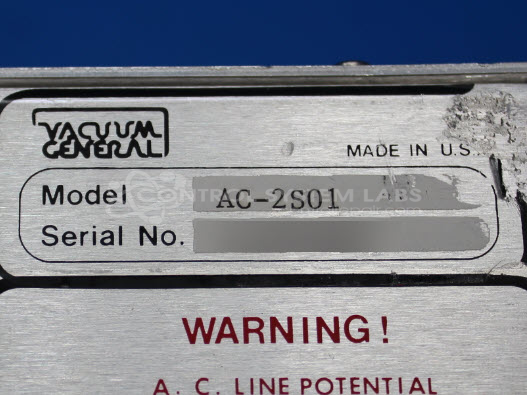 VACUUM
GENERAL
MADE IN U.S.
Model AC-2S01
Serial No.
WARNING!
A. C. LINE POTENTIAL